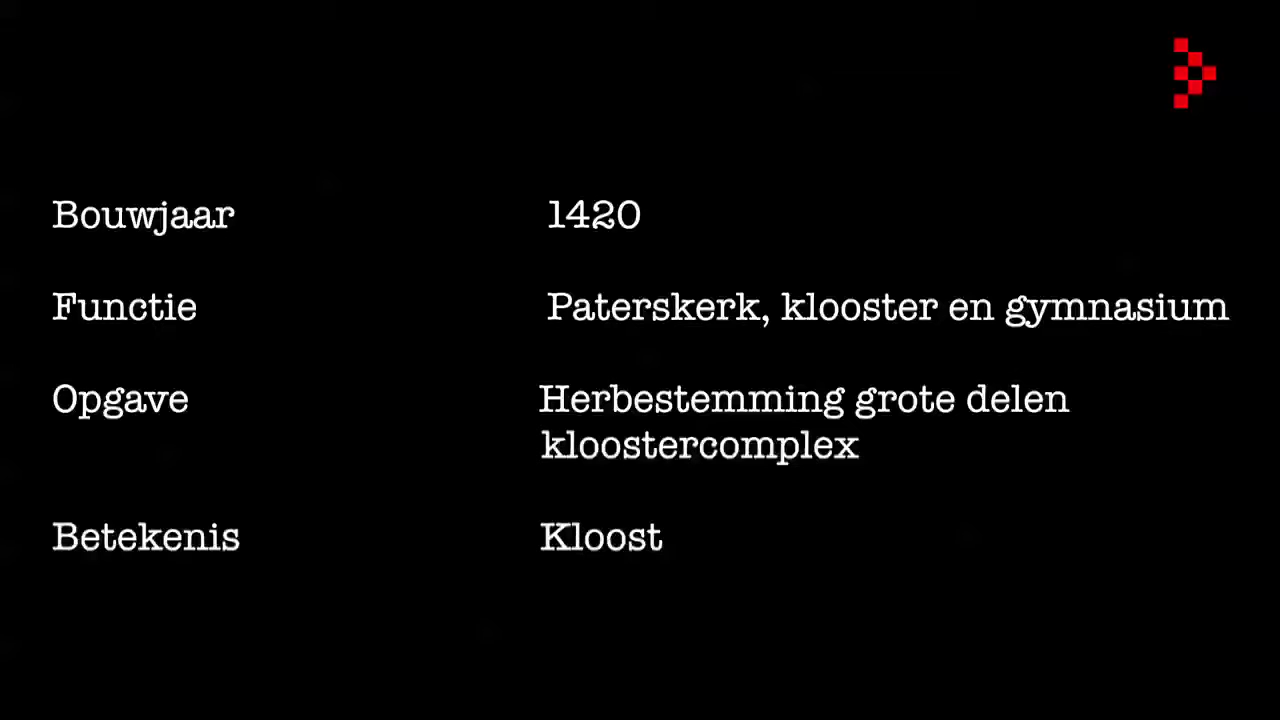 Bouwjaar 1420
Functie Paterskerk, klooster en gymnasium
Opgave Herbestemming grote delen
kloostercomplex
Betekenis Kloost